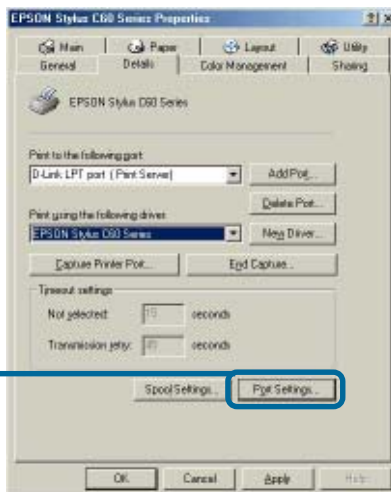 EPSON Stylus C60 Series Properties
Main Paper Layout Utility
General Details Color Management Sharing
EPSON Stylus C60 Series
Print to the following port:
D-Link LPT port (Print Server)
Add Port...
Delete Port...
Print using the following driver:
EPSON Stylus C60 Series
New Driver...
Capture Printer Port...
End Capture...
Timeout settings
Not selected:
seconds
Transmission retry:
seconds
Spool Settings... Port Settings...
OK Cancel Apply Help